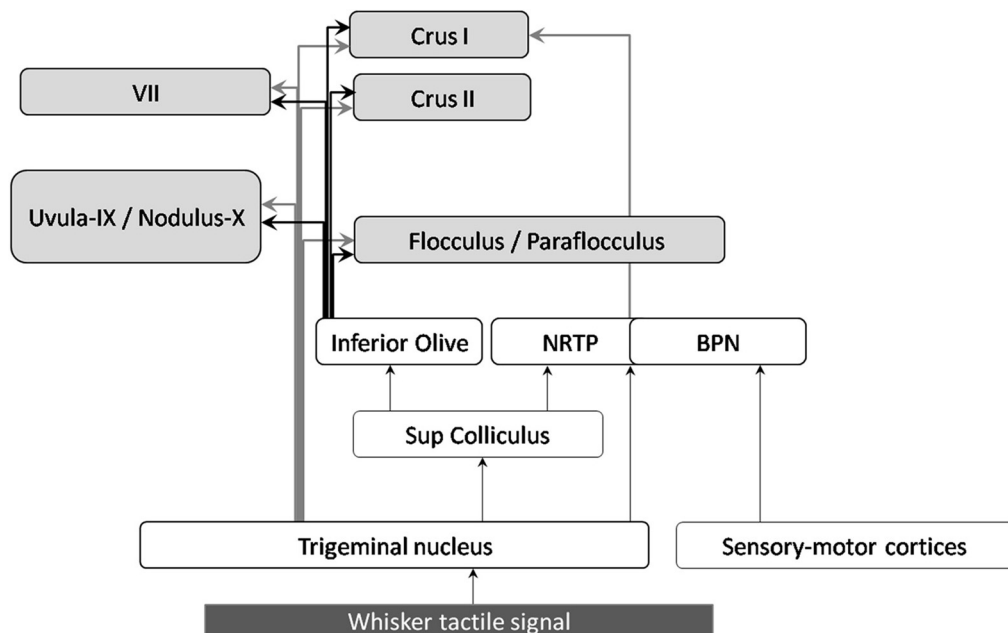 Crus I
VII
Crus II
Uvula-IX / Nodulus-X
Flocculus / Paraflocculus
Inferior Olive
NRTP
BPN
Sup Colliculus
Trigeminal nucleus
Sensory-motor cortices
Whisker tactile signal